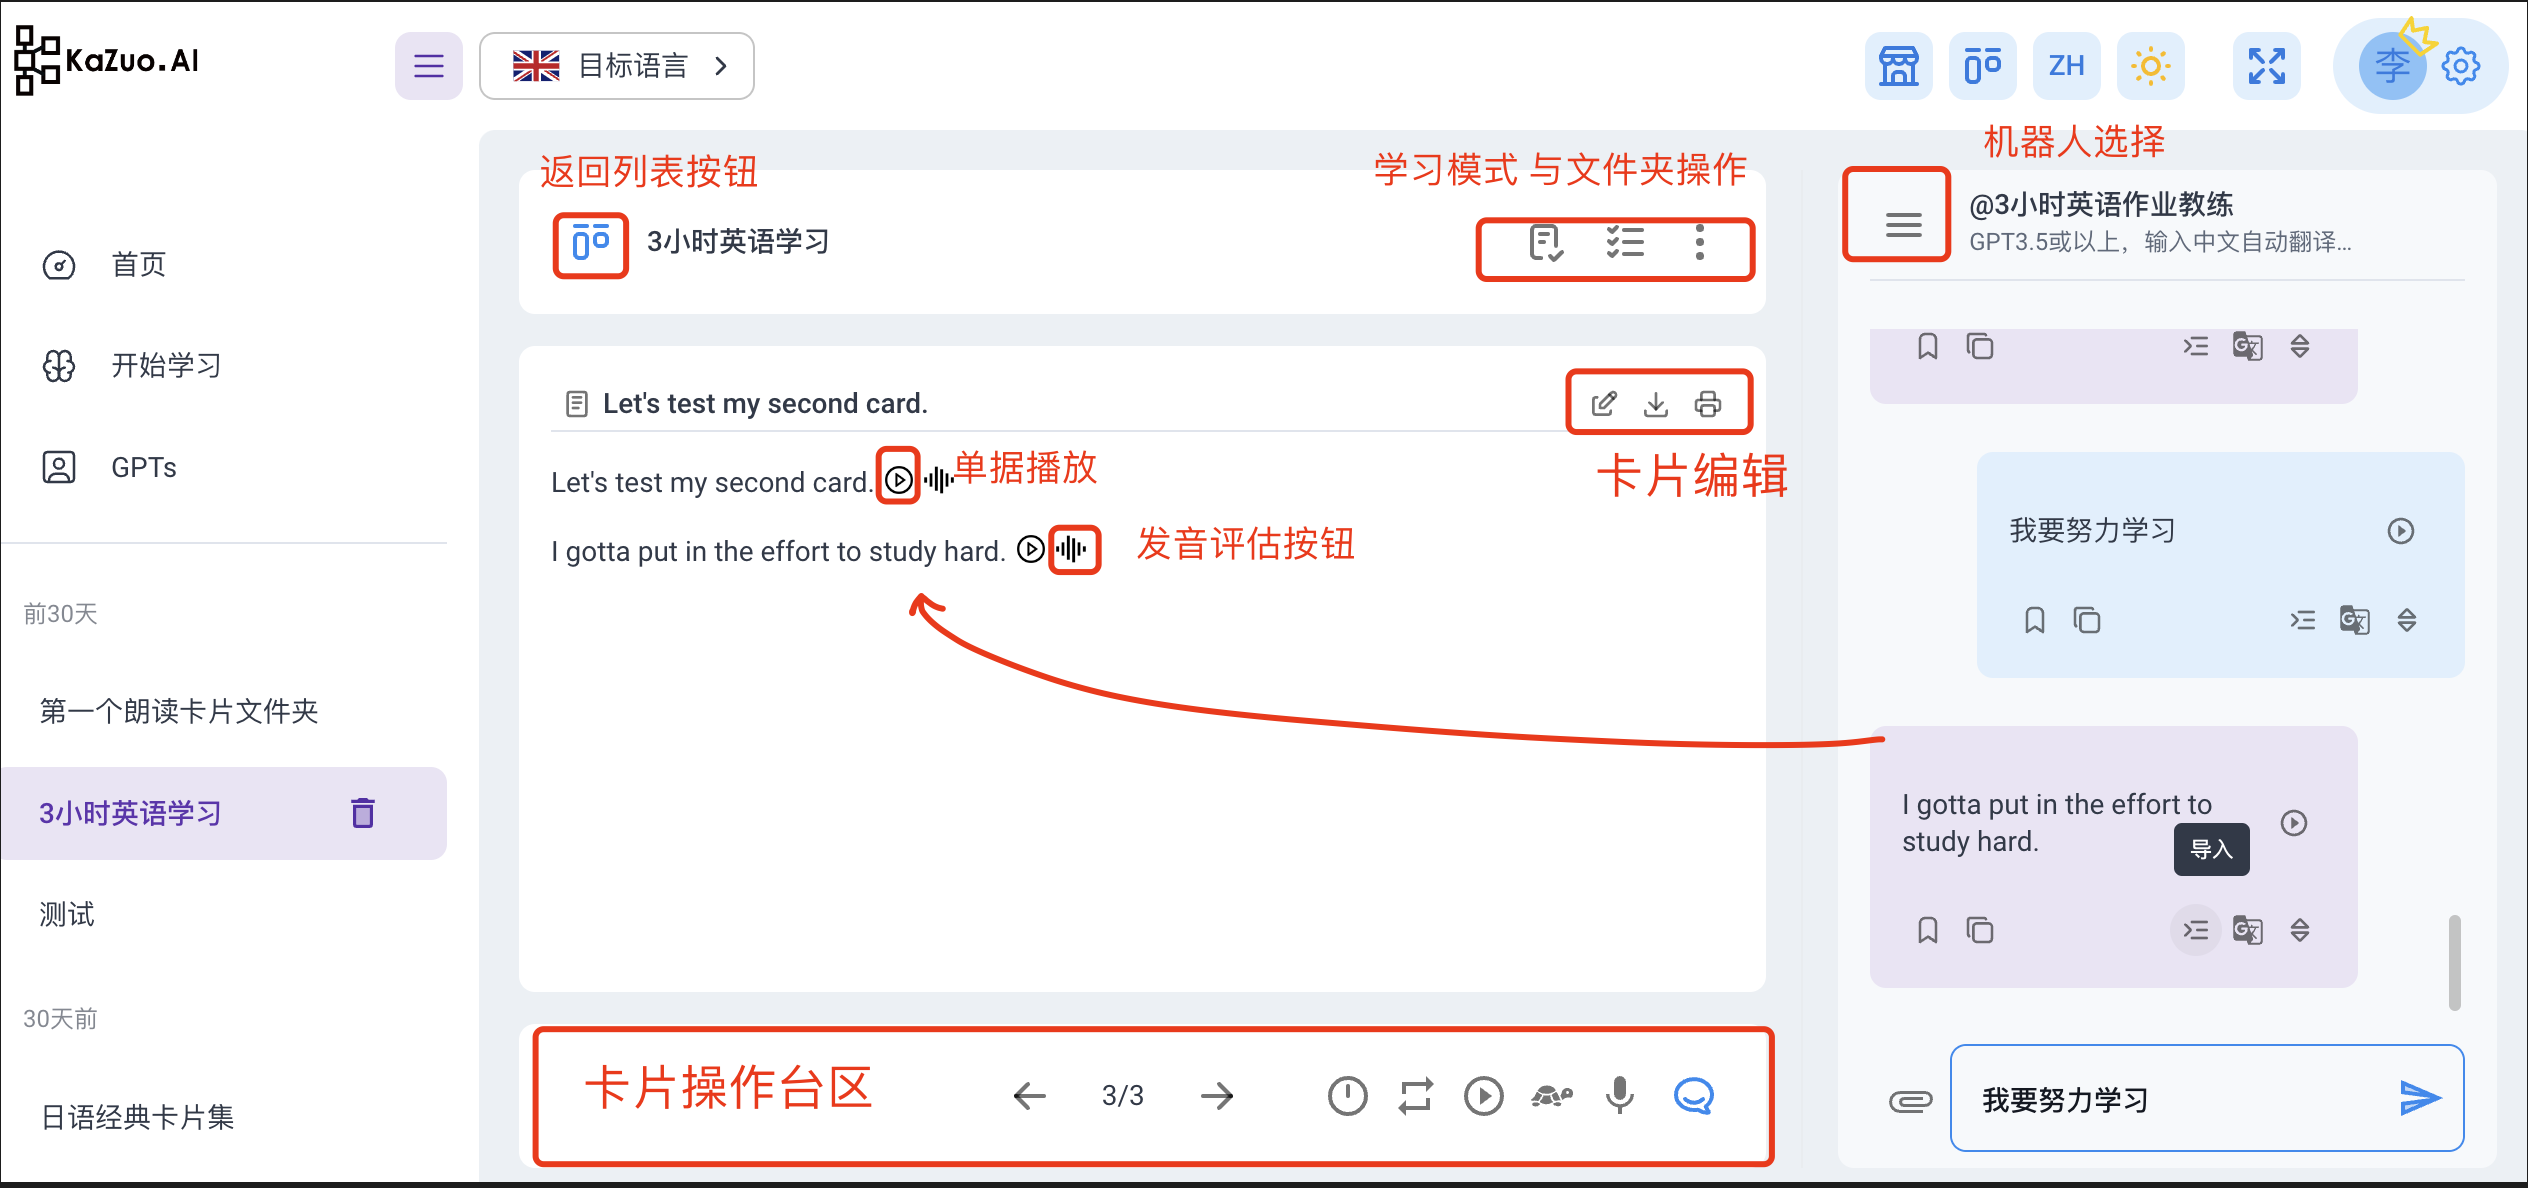 KaZuo.AI
目标语言
ZH
李
首页
开始学习
GPTs
前30天
第一个朗读卡片文件夹
3小时英语学习
测试
30天前
日语经典卡片集
返回列表按钮
学习模式 与文件夹操作
3小时英语学习
Let's test my second card.
卡片编辑
Let's test my second card.
单据播放
I gotta put in the effort to study hard.
发音评估按钮
卡片操作台区
3/3
机器人选择
@3小时英语作业教练
GPT3.5或以上，输入中文自动翻译...
我要努力学习
I gotta put in the effort to
study hard.
导入
我要努力学习